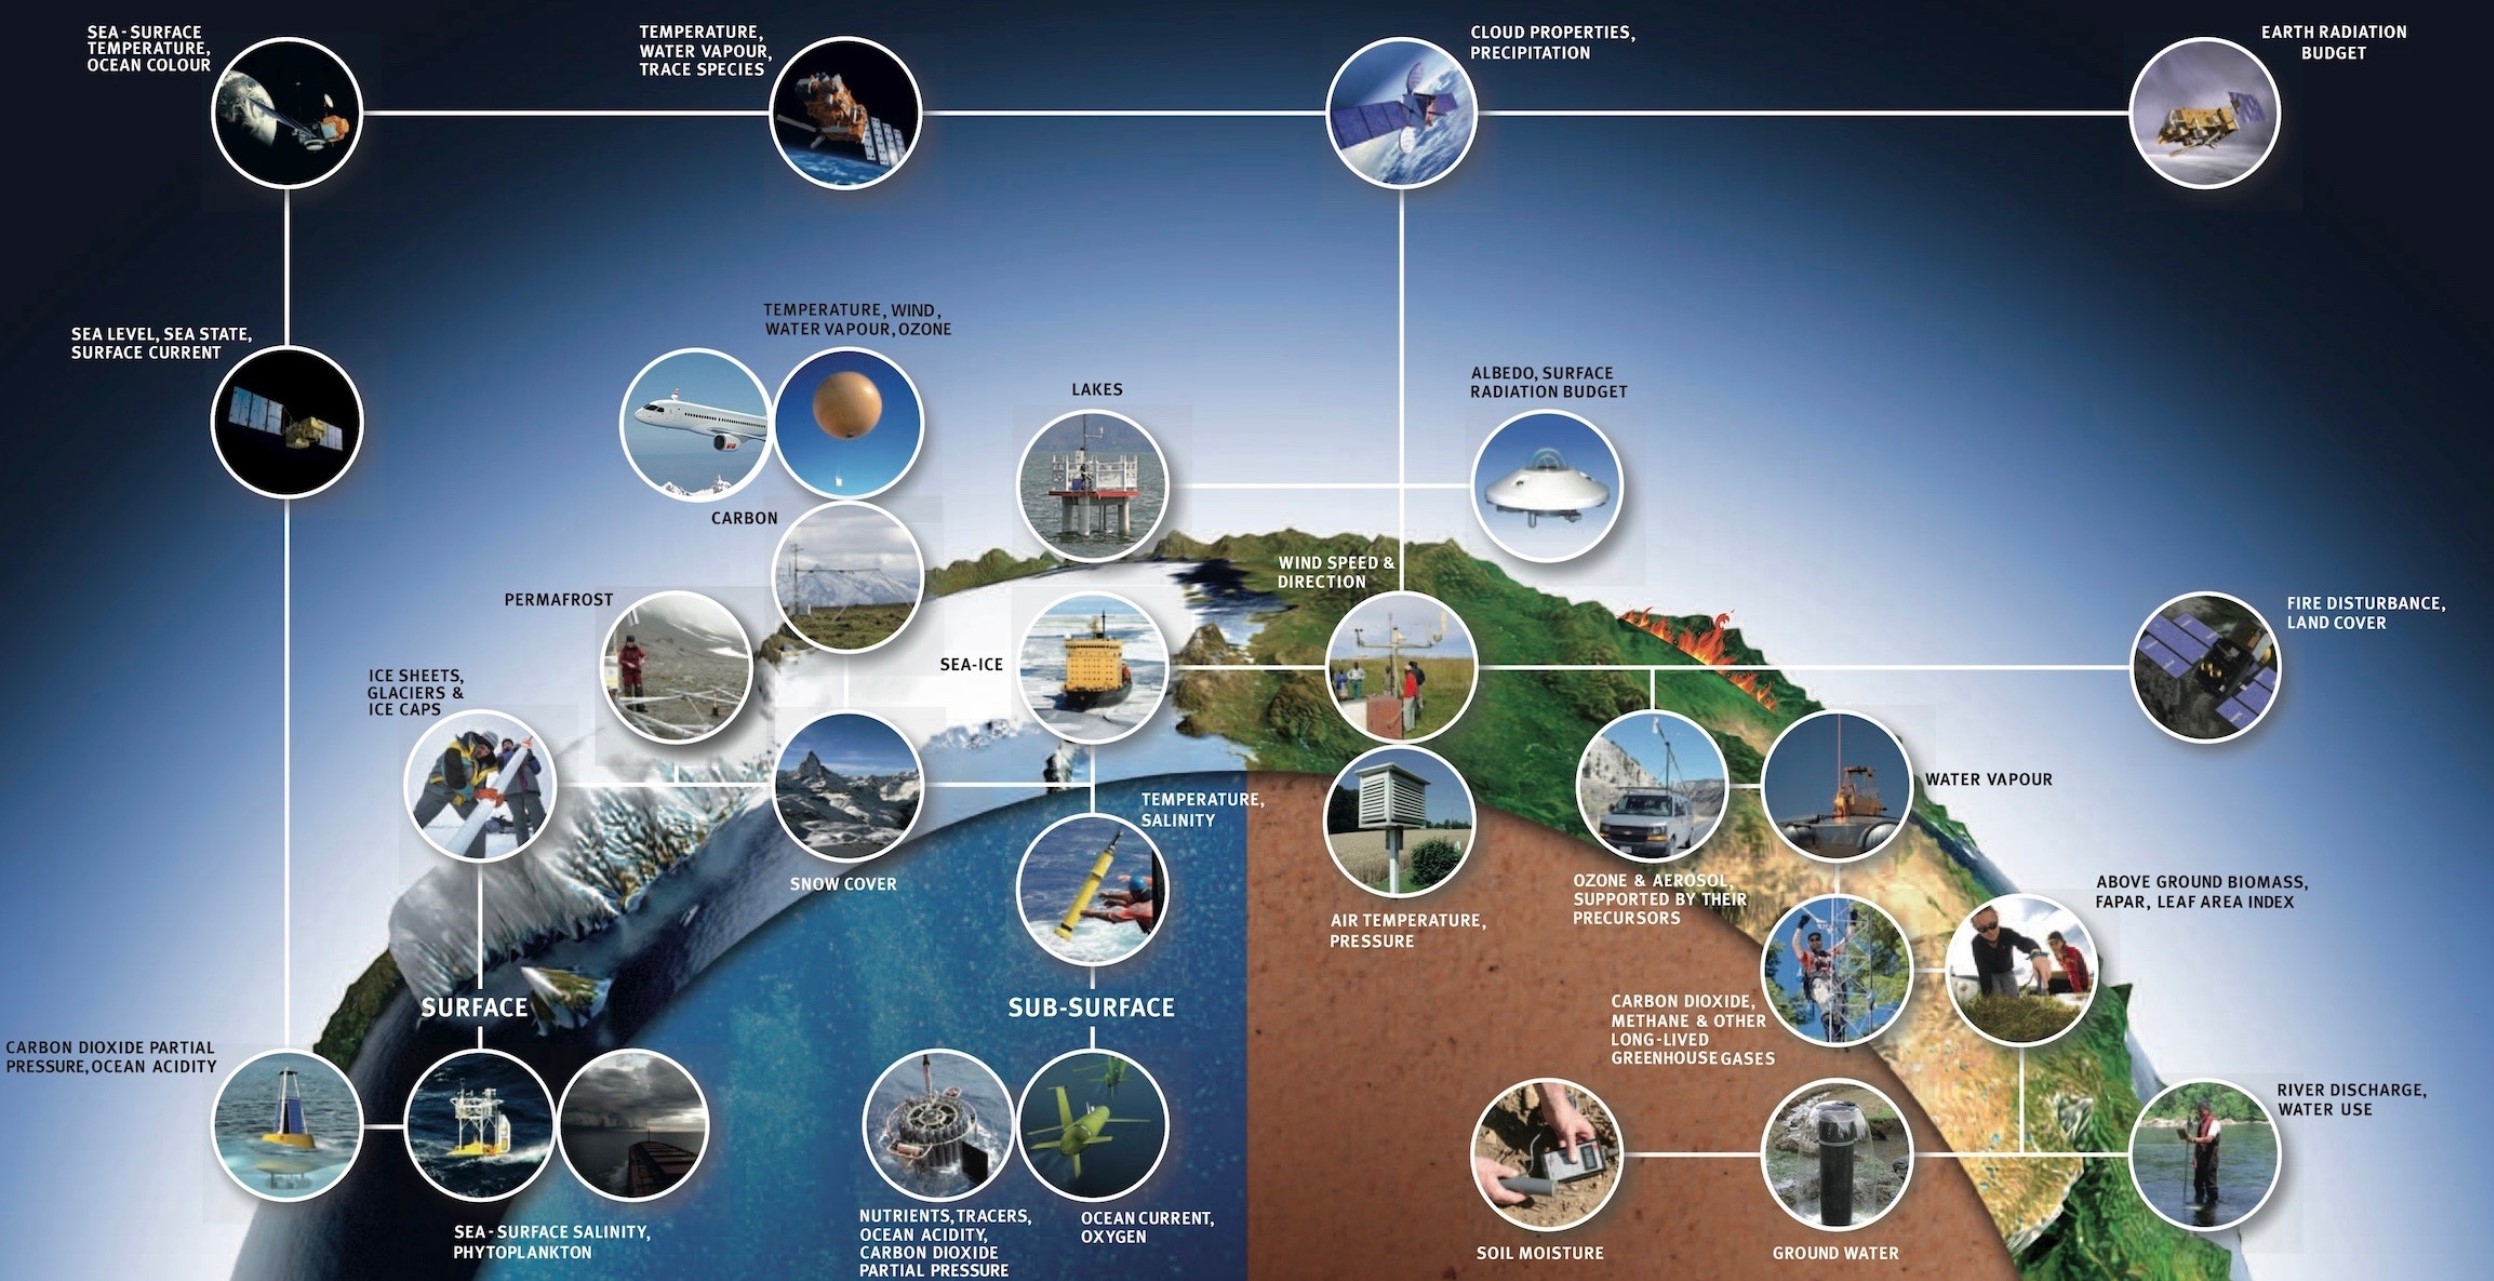 SEA-SURFACE
TEMPERATURE,
OCEAN COLOUR
TEMPERATURE,
WATER VAPOUR,
TRACE SPECIES
CLOUD PROPERTIES,
PRECIPITATION
EARTH RADIATION
BUDGET
SEA LEVEL, SEA STATE,
SURFACE CURRENT
TEMPERATURE, WIND,
WATER VAPOUR, OZONE
LAKES
ALBEDO, SURFACE
RADIATION BUDGET
CARBON
WIND SPEED &
DIRECTION
PERMAFROST
FIRE DISTURBANCE,
LAND COVER
SEA-ICE
ICE SHEETS,
GLACIERS &
ICE CAPS
WATER VAPOUR
TEMPERATURE,
SALINITY
SNOW COVER
OZONE & AEROSOL,
SUPPORTED BY THEIR
PRECURSORS
ABOVE GROUND BIOMASS,
FAPAR, LEAF AREA INDEX
AIR TEMPERATURE,
PRESSURE
SURFACE
SUB-SURFACE
CARBON DIOXIDE,
METHANE & OTHER
LONG-LIVED
GREENHOUSE GASES
CARBON DIOXIDE PARTIAL
PRESSURE, OCEAN ACIDITY
RIVER DISCHARGE,
WATER USE
SEA-SURFACE SALINITY,
PHYTOPLANKTON
NUTRIENTS, TRACERS,
OCEAN ACIDITY,
CARBON DIOXIDE
PARTIAL PRESSURE
OCEAN CURRENT,
OXYGEN
SOIL MOISTURE
GROUND WATER